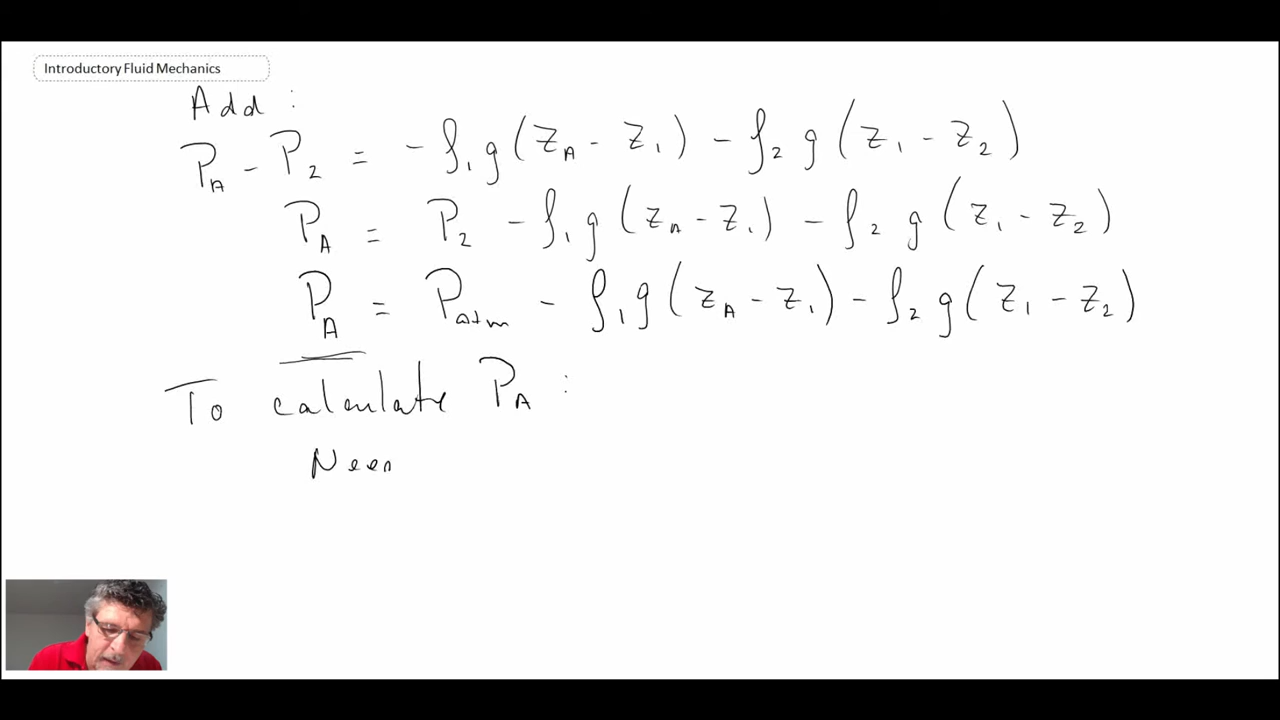 Introductory Fluid Mechanics
Add:
P_A - P_2 = -ρ_1 g (z_A - z_1) - ρ_2 g (z_1 - z_2)
P_A = P_2 - ρ_1 g (z_A - z_1) - ρ_2 g (z_1 - z_2)
P_A = P_atm - ρ_1 g (z_A - z_1) - ρ_2 g (z_1 - z_2)
To calculate P_A :